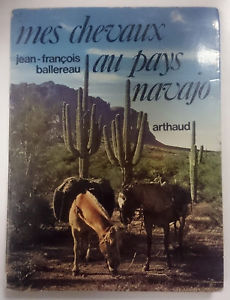 mes chevaux
jean-françois
ballereau
au pays
navajo
arthaud